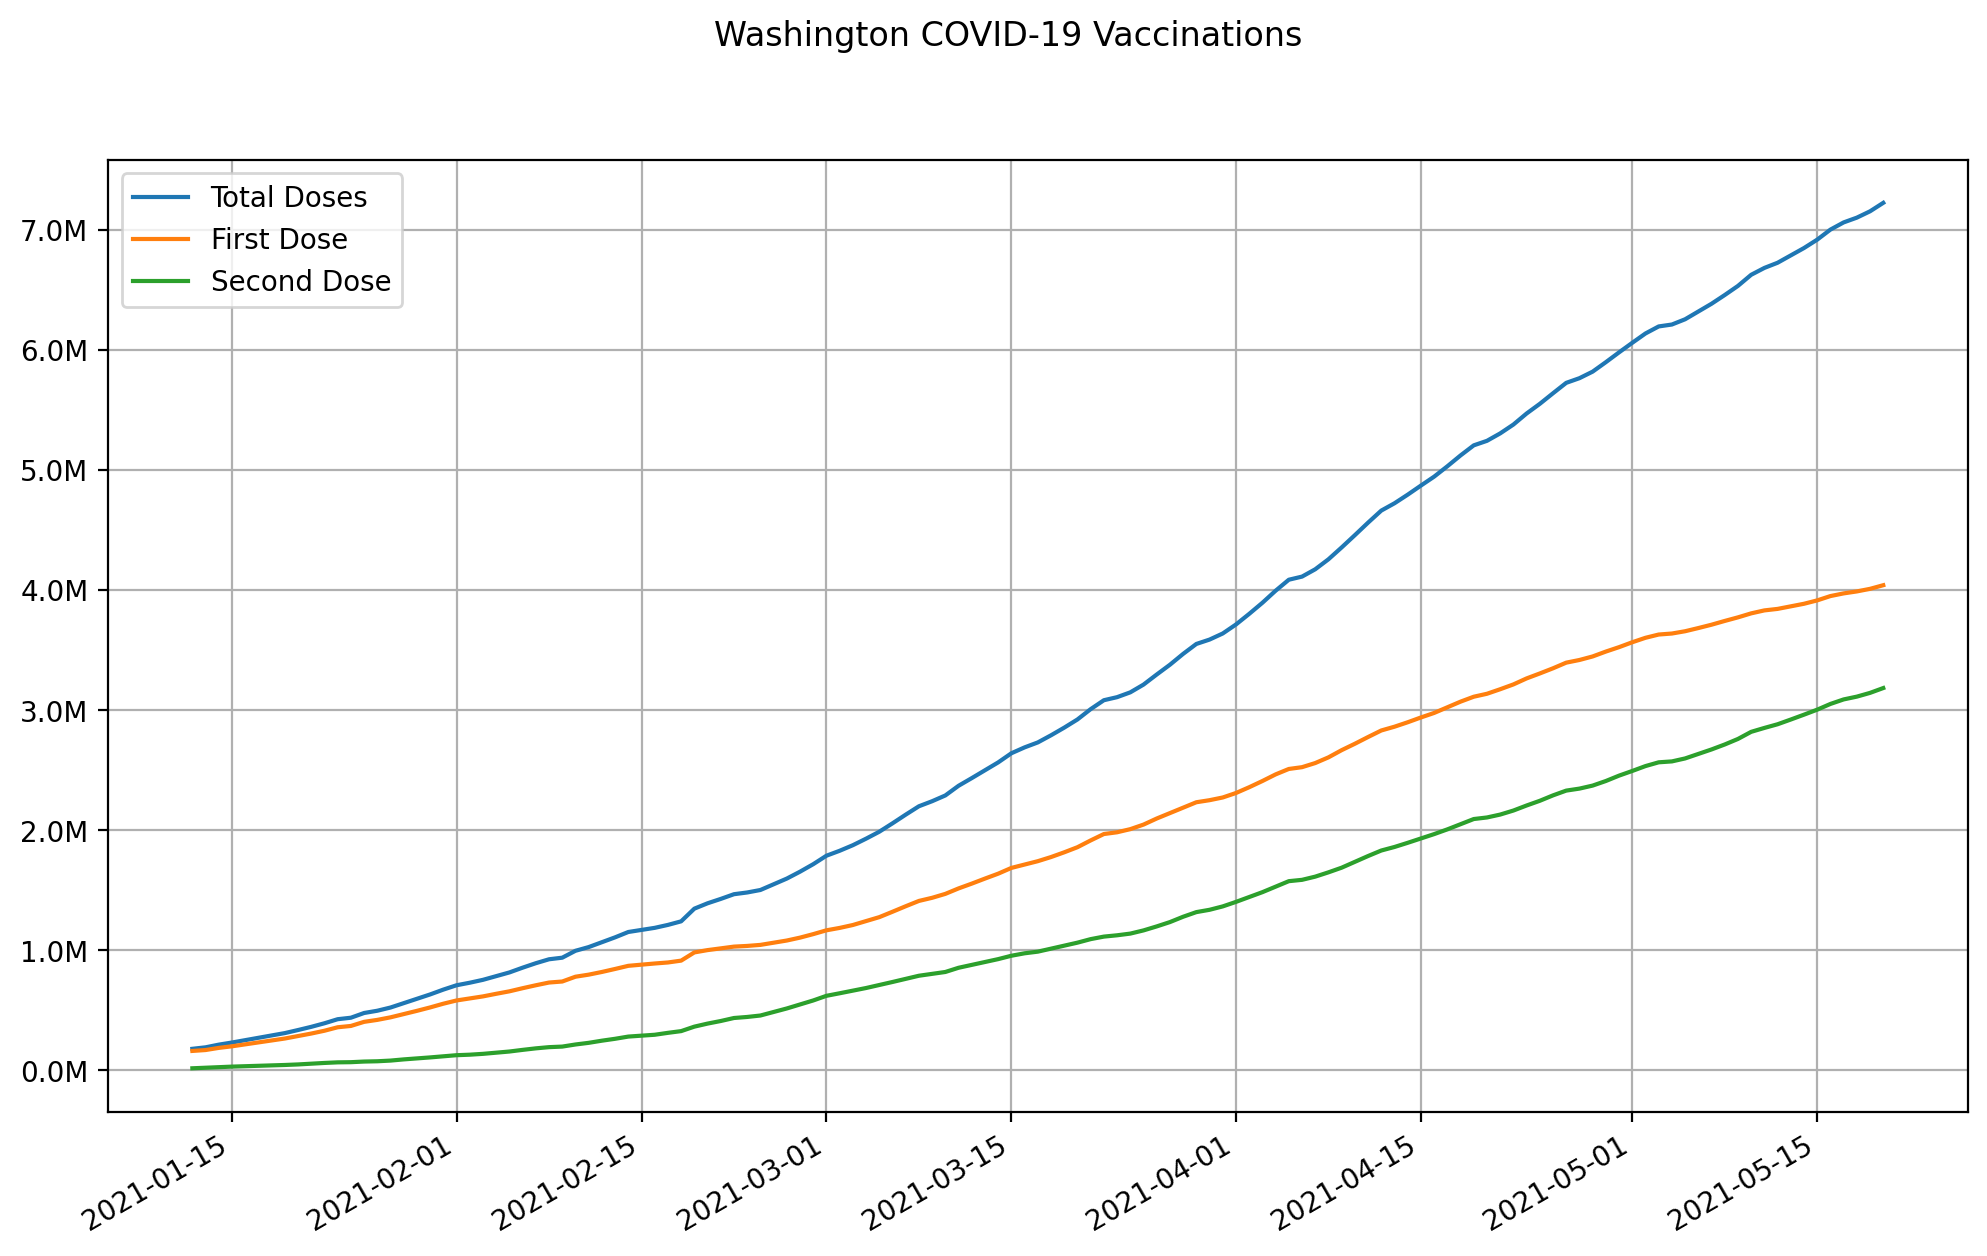 Washington COVID-19 Vaccinations
Total Doses
First Dose
Second Dose
7.0M
6.0M
5.0M
4.0M
3.0M
2.0M
1.0M
0.0M
2021-01-15
2021-02-01
2021-02-15
2021-03-01
2021-03-15
2021-04-01
2021-04-15
2021-05-01
2021-05-15